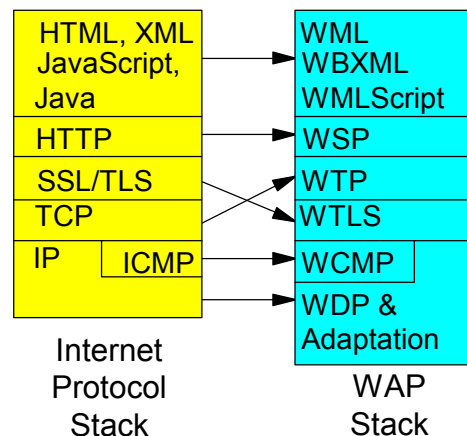 HTML, XML
JavaScript,
Java
HTTP
SSL/TLS
TCP
IP
ICMP
Internet
Protocol
Stack
WML
WBXML
WMLScript
WSP
WTP
WTLS
WCMP
WDP &
Adaptation
WAP
Stack